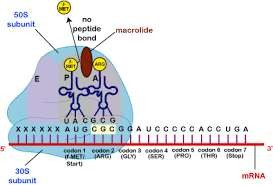 50S
subunit
F-
MET
no
peptide
bond
macrolide
E
P
A
F-
MET
ARG
U A C G C G
X X X X X X A U G C G C G G A U C C C C C A C C U G A
5'
3'
codon 1
(F-MET/
Start)
codon 2
(ARG)
codon 3
(GLY)
codon 4
(SER)
codon 5
(PRO)
codon 6
(THR)
codon 7
(Stop)
30S
subunit
mRNA